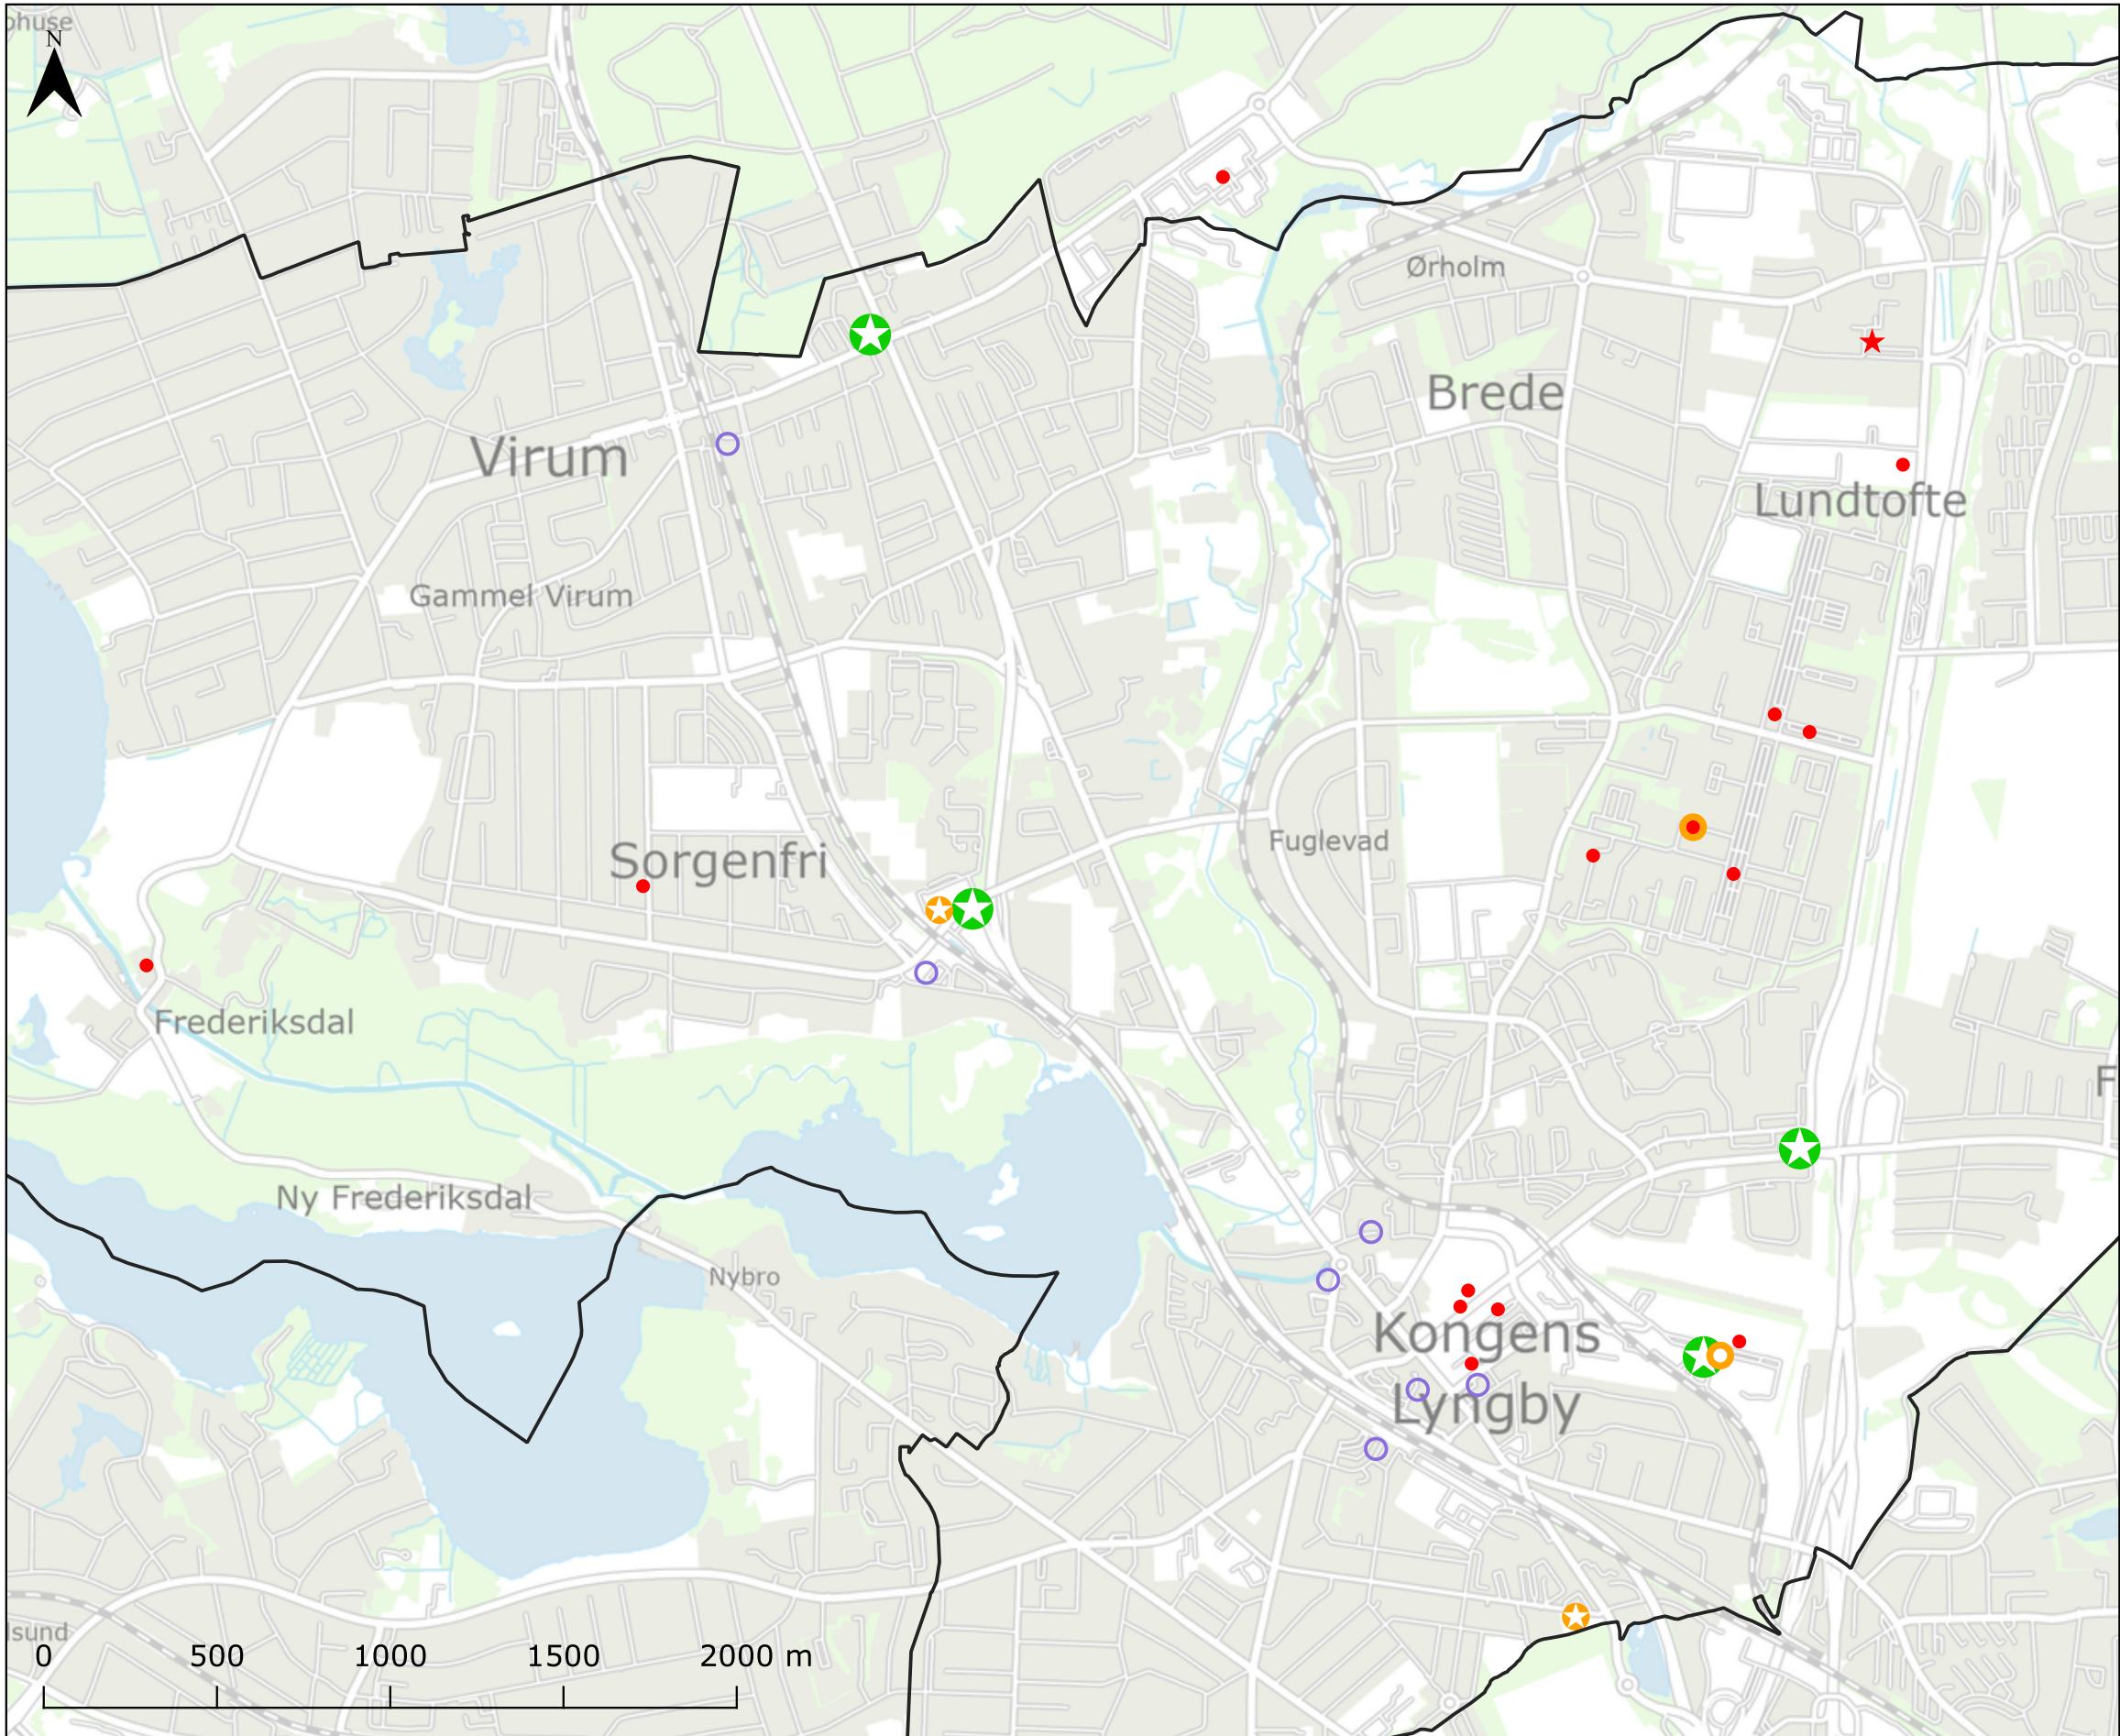 N
Ørholm
Brede
Virum
Lundtofte
Gammel Virum
Fuglevad
Sorgenfri
Frederiksdal
Ny Frederiksdal
Nybro
Kongens
Lyngby
lsund
0 500 1000 1500 2000 m